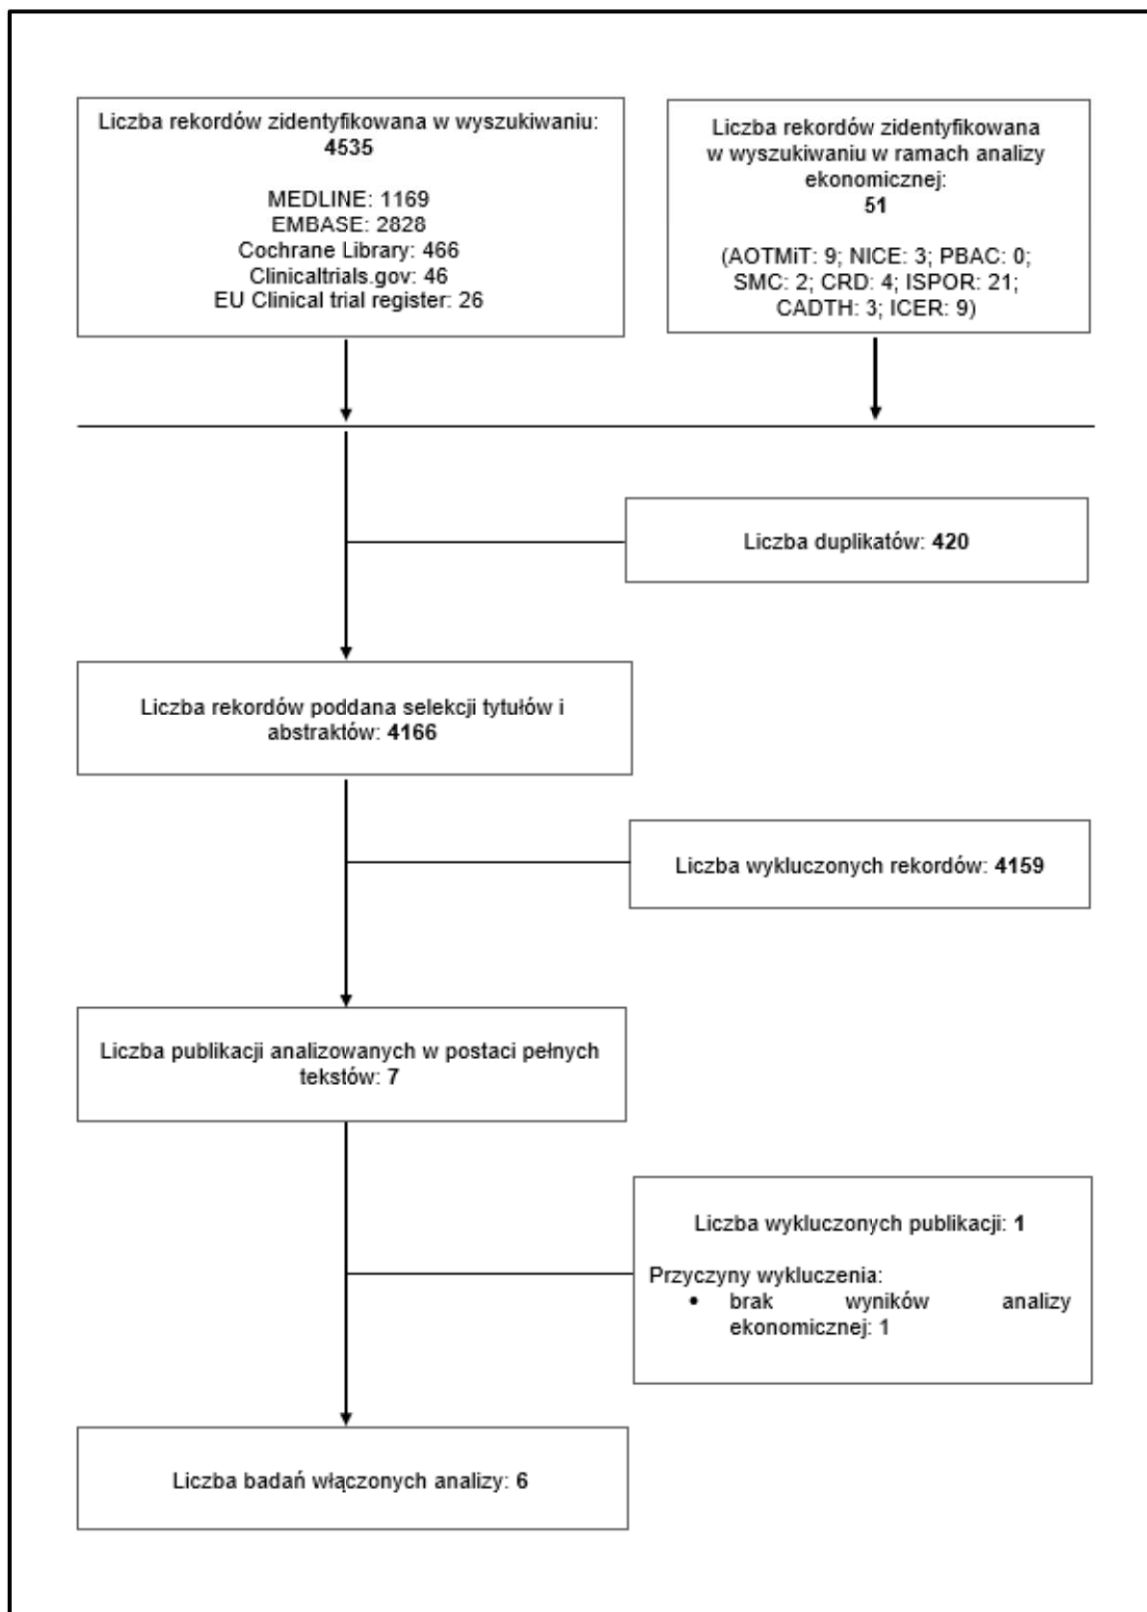 Liczba rekordów zidentyfikowana w wyszukiwaniu:
4535
MEDLINE: 1169
EMBASE: 2828
Cochrane Library: 466
Clinicaltrials.gov: 46
EU Clinical trial register: 26
Liczba rekordów zidentyfikowana
w wyszukiwaniu w ramach analizy
ekonomicznej:
51
(AOTMiT: 9; NICE: 3; PBAC: 0;
SMC: 2; CRD: 4; ISPOR: 21;
CADTH: 3; ICER: 9)
Liczba duplikatów: 420
Liczba rekordów poddana selekcji tytułów i
abstraktów: 4166
Liczba wykluczonych rekordów: 4159
Liczba publikacji analizowanych w postaci pełnych
tekstów: 7
Liczba wykluczonych publikacji: 1
Przyczyny wykluczenia:
• brak wyników analizy
ekonomicznej: 1
Liczba badań włączonych analizy: 6